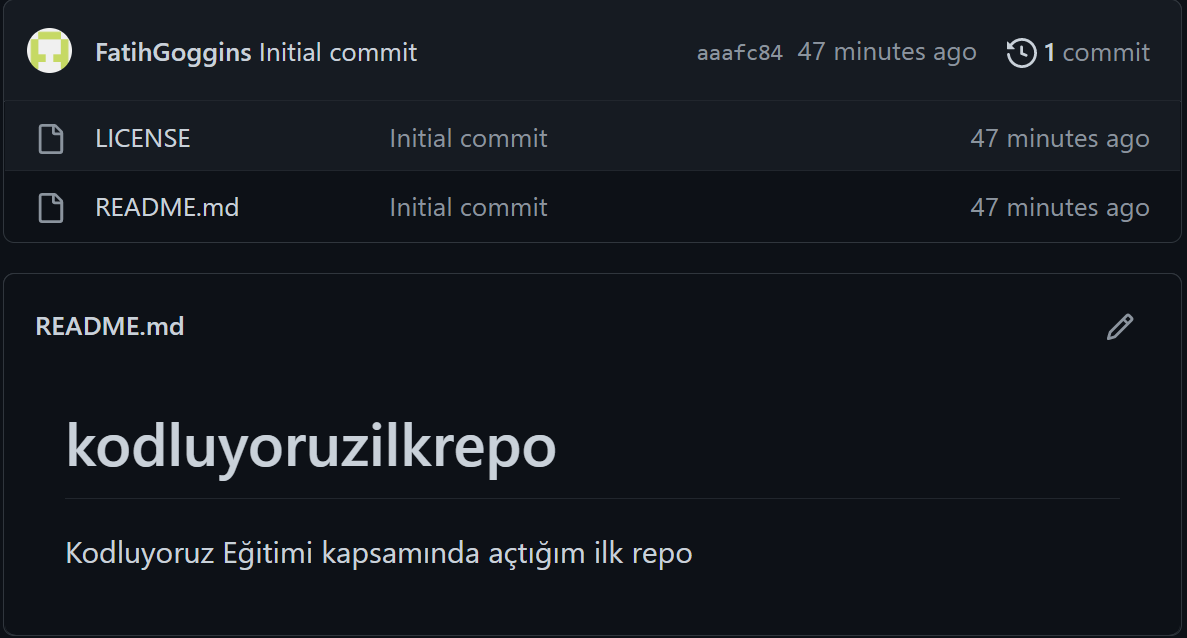 FatihGoggins Initial commit aaafc84 47 minutes ago 1 commit
LICENSE Initial commit 47 minutes ago
README.md Initial commit 47 minutes ago
README.md
kodluyoruzilkrepo
Kodluyoruz Eğitimi kapsamında açtığım ilk repo